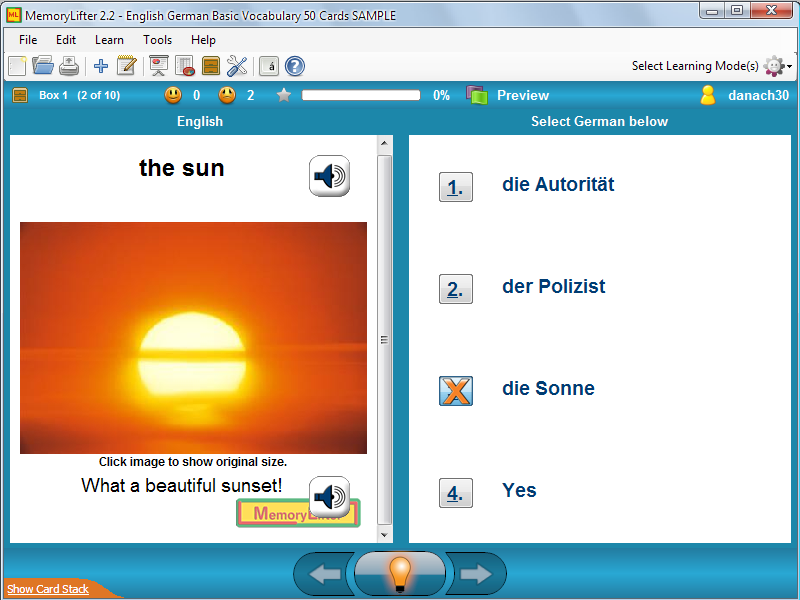 MemoryLifter 2.2 - English German Basic Vocabulary 50 Cards SAMPLE
File Edit Learn Tools Help
á ? Select Learning Mode(s)
Box 1 (2 of 10) 0 2 0% Preview danach30
English
Select German below
the sun
Click image to show original size.
What a beautiful sunset!
MemoryLifter
1. die Autorität
2. der Polizist
die Sonne
4. Yes
Show Card Stack